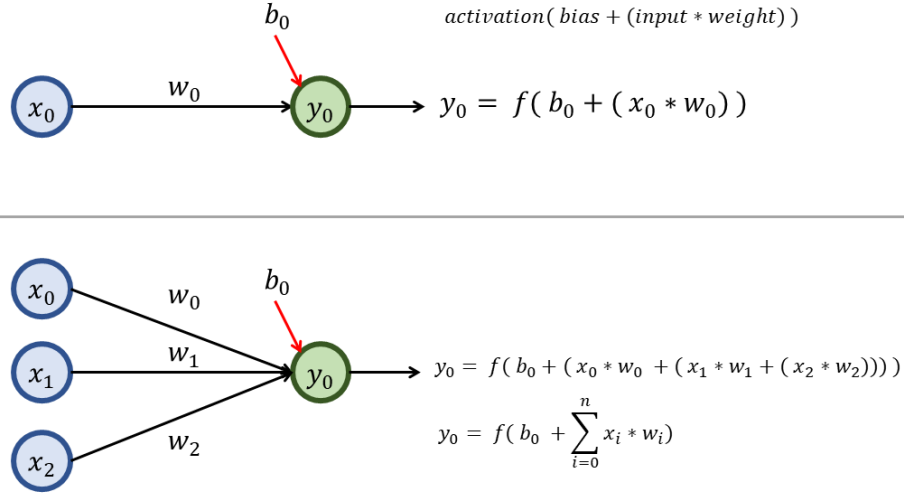 b₀ activation( bias + (input * weight) )
w₀
x₀ y₀ y₀ = f( b₀ + ( x₀ * w₀) )
x₀
w₀ b₀
x₁ w₁ y₀ y₀ = f( b₀ + ( x₀ * w₀ + ( x₁ * w₁ + ( x₂ * w₂))) )
w₂ y₀ = f( b₀ + ∑ⁿᵢ₌₀ xᵢ * wᵢ)
x₂